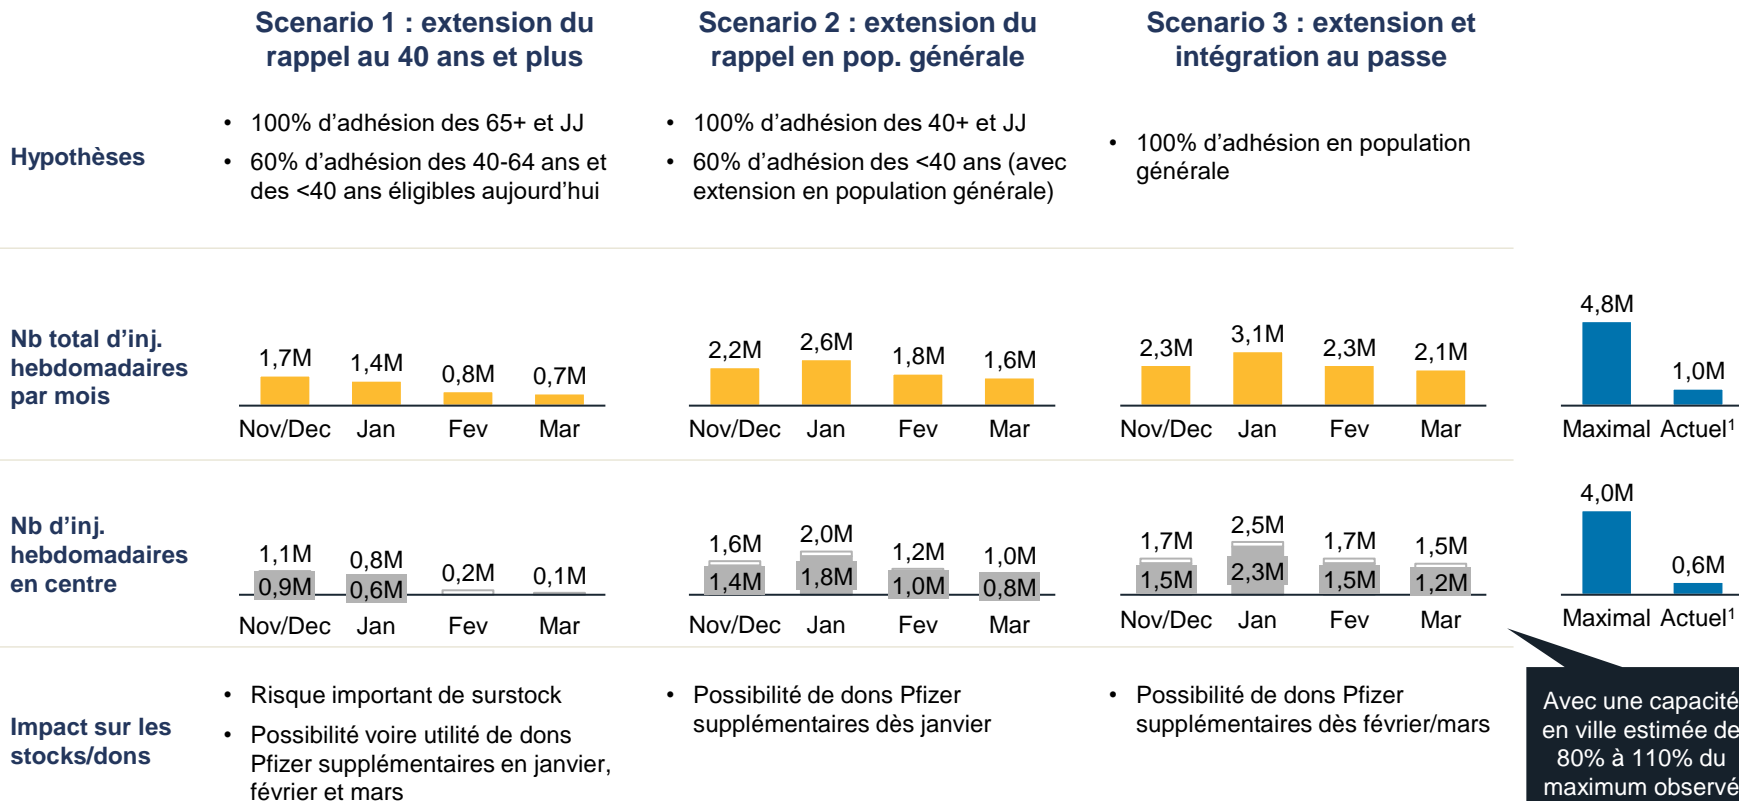 Scenario 1 : extension du
rappel au 40 ans et plus
Scenario 2 : extension du
rappel en pop. générale
Scenario 3 : extension et
intégration au passe
Hypothèses
• 100% d’adhésion des 65+ et JJ
• 60% d’adhésion des 40-64 ans et
des <40 ans éligibles aujourd’hui
• 100% d’adhésion des 40+ et JJ
• 60% d’adhésion des <40 ans (avec
extension en population générale)
• 100% d’adhésion en population
générale
Nb total d’inj.
hebdomadaires
par mois
1,7M 1,4M 0,8M 0,7M
Nov/Dec Jan Fev Mar
2,2M 2,6M 1,8M 1,6M
Nov/Dec Jan Fev Mar
2,3M 3,1M 2,3M 2,1M
Nov/Dec Jan Fev Mar
4,8M 1,0M
Maximal Actuel¹
Nb d’inj.
hebdomadaires
en centre
1,1M 0,8M 0,2M 0,1M
0,9M 0,6M
Nov/Dec Jan Fev Mar
1,6M 2,0M 1,2M 1,0M
1,4M 1,8M 1,0M 0,8M
Nov/Dec Jan Fev Mar
1,7M 2,5M 1,7M 1,5M
1,5M 2,3M 1,5M 1,2M
Nov/Dec Jan Fev Mar
4,0M 0,6M
Maximal Actuel¹
Impact sur les
stocks/dons
• Risque important de surstock
• Possibilité voire utilité de dons
Pfizer supplémentaires en janvier,
février et mars
• Possibilité de dons Pfizer
supplémentaires dès janvier
• Possibilité de dons Pfizer
supplémentaires dès février/mars
Avec une capacité
en ville estimée de
80% à 110% du
maximum observé